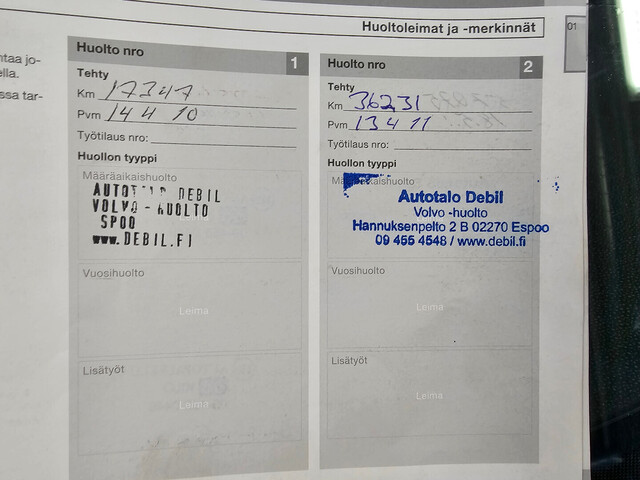 Huoltoleimat ja -merkinnät
01
ntaa jo-
ella.
ssa tar-
Huolto nro 1
Tehty
Km 17347
Pvm 14 4 10
Työtilaus nro:
Huollon tyyppi
Määräaikaishuolto
DEBIL
VOLVO - HUOLTO
SPOO
www.DEBIL.FI
Vuosihuolto
Leima
Lisätyöt
Leima
Huolto nro 2
Tehty
Km 36231
Pvm 13 4 11
Työtilaus nro:
Huollon tyyppi
Autotalo Debil
Volvo -huolto
Hannuksenpelto 2 B 02270 Espoo
09 455 4548 / www.debil.fi
Vuosihuolto
Leima
Lisätyöt
Leima